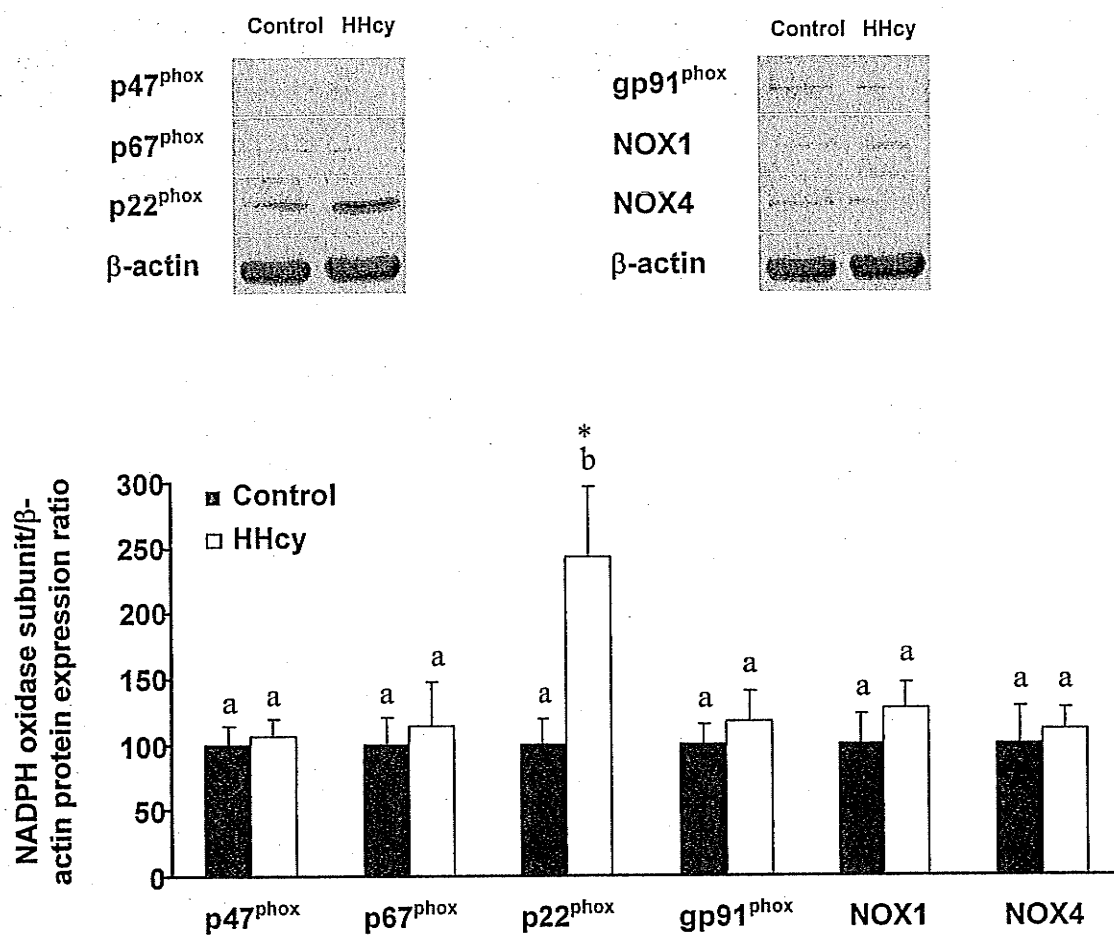 Control HHcy
p47phox
p67phox
p22phox
β-actin
Control HHcy
gp91phox
NOX1
NOX4
β-actin
NADPH oxidase subunit/β-
actin protein expression ratio
300
250
200
150
100
50
0
Control
HHcy
a a a a a * b a a a a a a
p47phox p67phox p22phox gp91phox NOX1 NOX4